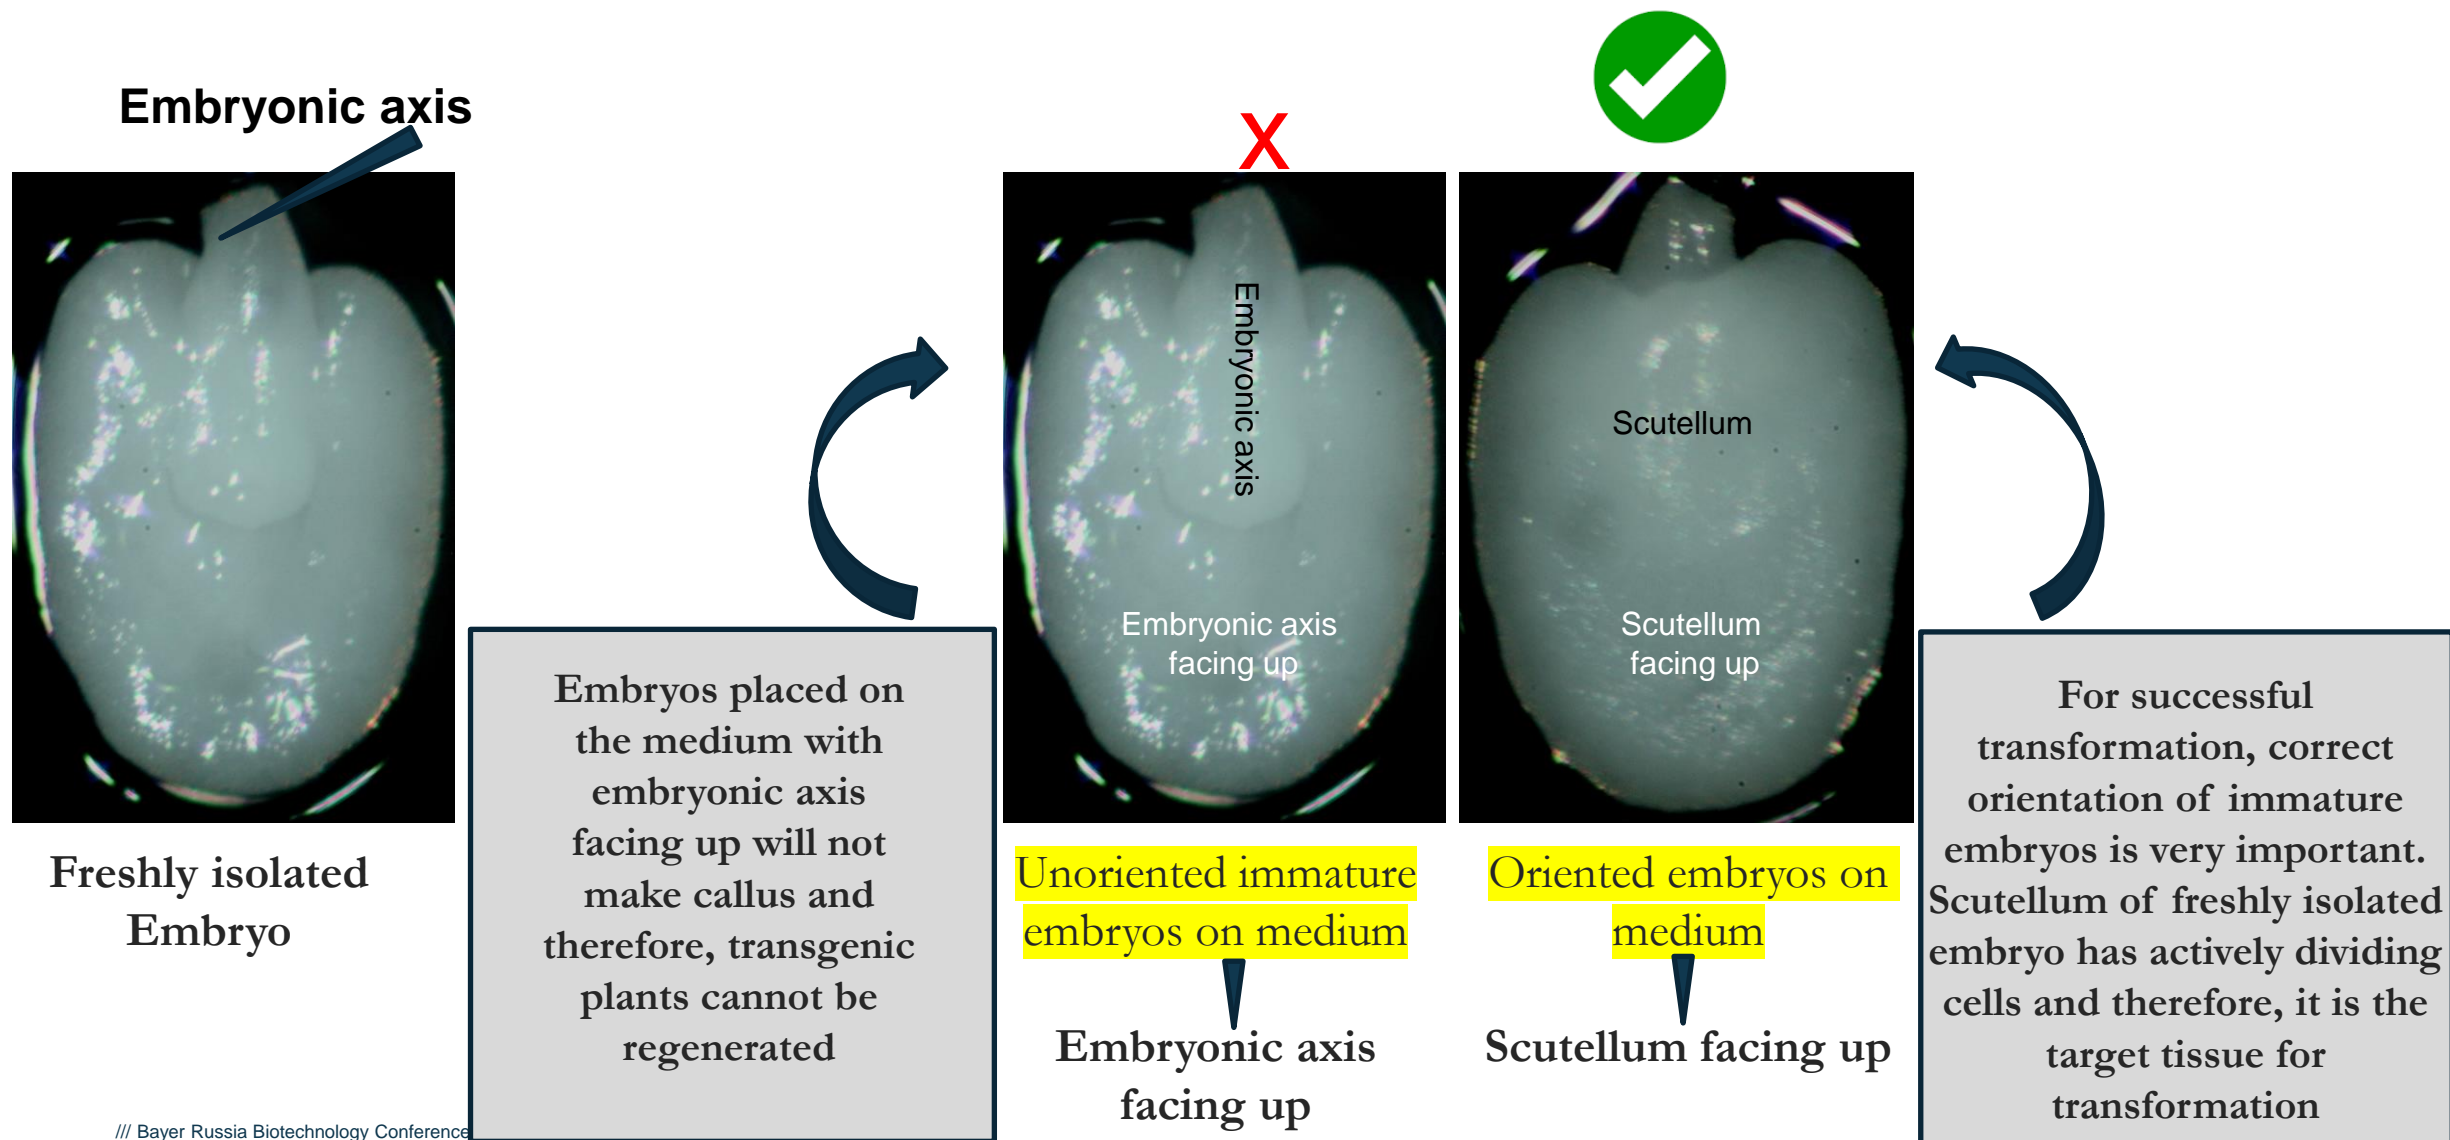 Embryonic axis
Freshly isolated
Embryo
Embryos placed on
the medium with
embryonic axis
facing up will not
make callus and
therefore, transgenic
plants cannot be
regenerated
X
Embryonic axis
Embryonic axis
facing up
Unoriented immature
embryos on medium
Embryonic axis
facing up
Scutellum
Scutellum
facing up
Oriented embryos on
medium
Scutellum facing up
For successful
transformation, correct
orientation of immature
embryos is very important.
Scutellum of freshly isolated
embryo has actively dividing
cells and therefore, it is the
target tissue for
transformation
/// Bayer Russia Biotechnology Conference